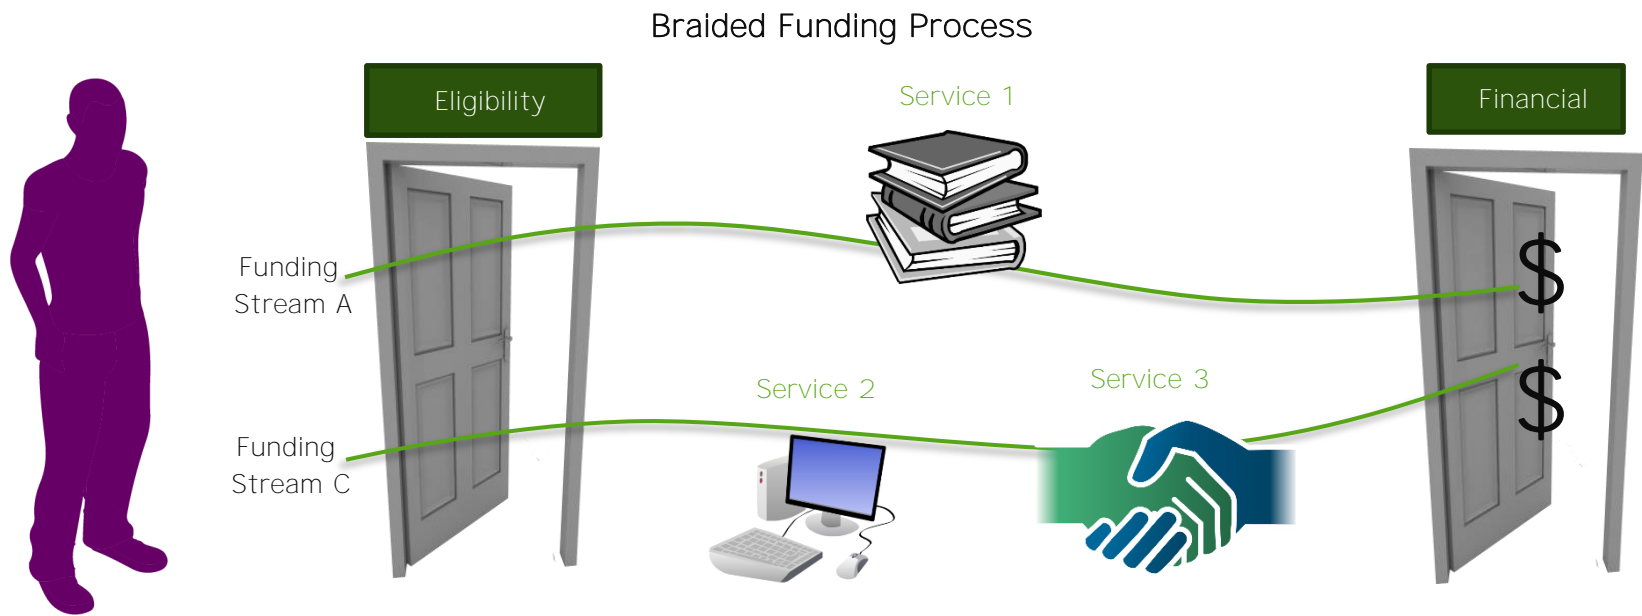 Braided Funding Process
Eligibility
Service 1
Financial
Funding
Stream A
$
Service 2
Service 3
$
Funding
Stream C